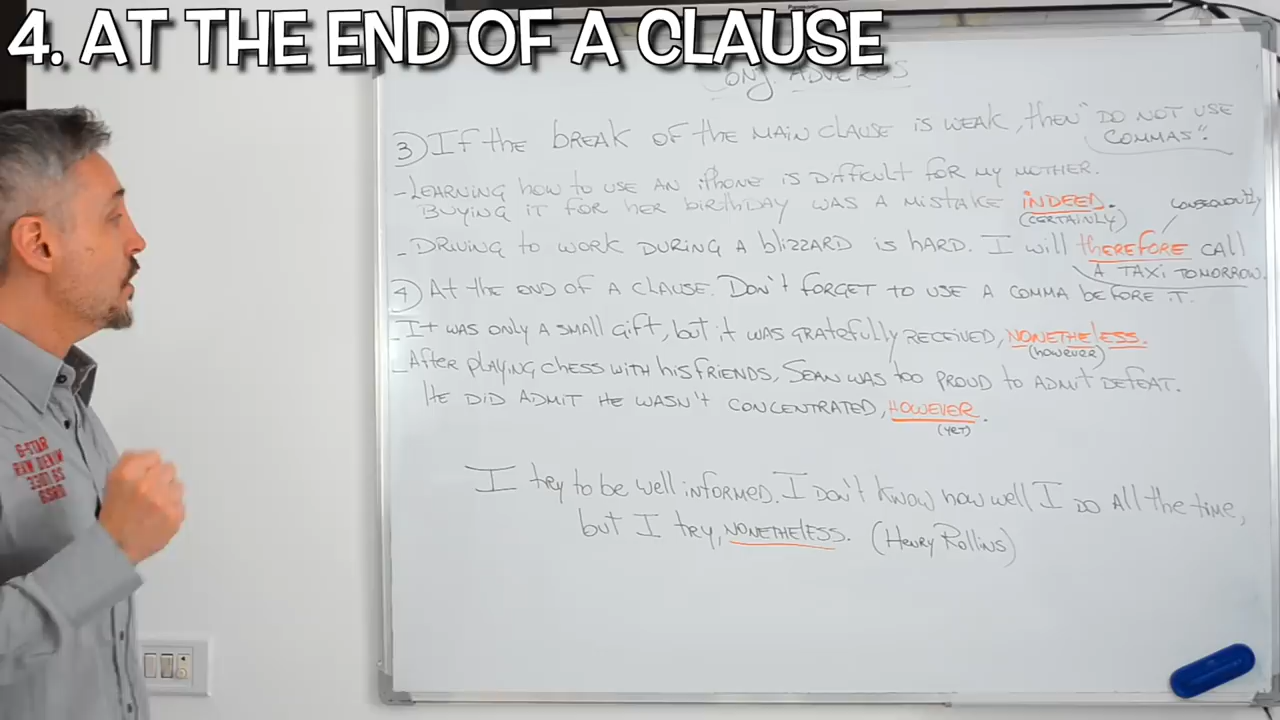 4. AT THE END OF A CLAUSE
Panasonic
Conj. ADVERBS
3) If the BREAK OF the MAIN CLAUSE is WEAK, then "DO NOT USE
COMMAS".
- LEARNING how to USE AN iPhone is Difficult for my MOTHER.
BUYING it for her BirthDAY WAS A MISTAKE INDEED.
(CERTAINLY)
CONSEQUENTLY
- DRIVING to WORK DURING A blizzARD is hARD. I will thEREfORE CALL
A TAXI TOMORROW.
4) At the END OF A CLAUSE. DON't FORGET to USE A COMMA BEFORE iT.
- It was only A small Gift, but it WAS GRATEFULLY RECEIVED, NONETHELESS.
(however)
- After PLAYING CHESS WITH his FRIENDS, SEAN WAS too PROUD to ADMIT DEFEAT.
HE DID ADMIT HE WASN'T CONCENTRATED, HOWEVER.
(YET)
I try to be well informed. I DON't know how well I DO All the time,
but I try, NONETHELESS. (Henry Rollins)
G-STAR
RAW DENIM
3301